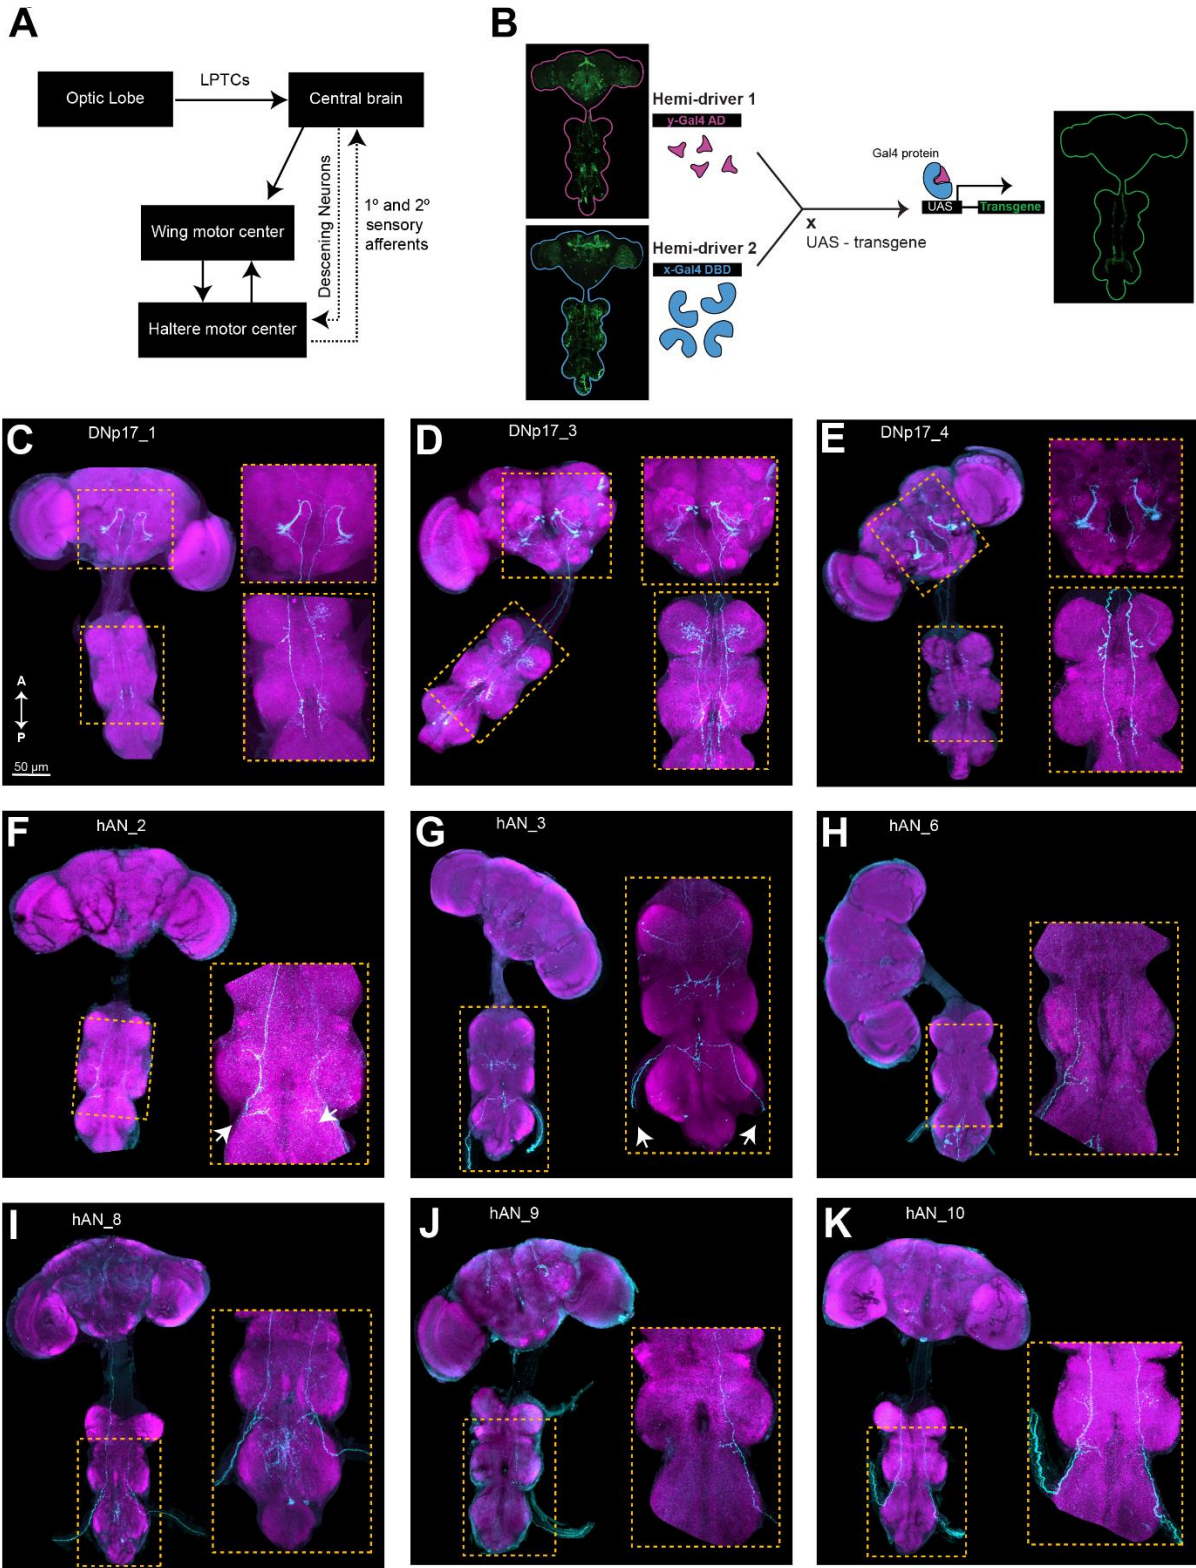 A
B
Optic Lobe
LPTCs
Central brain
Wing motor center
Haltere motor center
Descening Neurons
1º and 2º
sensory
afferents
Hemi-driver 1
y-Gal4 AD
Hemi-driver 2
x-Gal4 DBD
x
UAS - transgene
Gal4 protein
UAS
Transgene
C
DNp17_1
A
P
50 µm
D
DNp17_3
E
DNp17_4
F
hAN_2
G
hAN_3
H
hAN_6
I
hAN_8
J
hAN_9
K
hAN_10